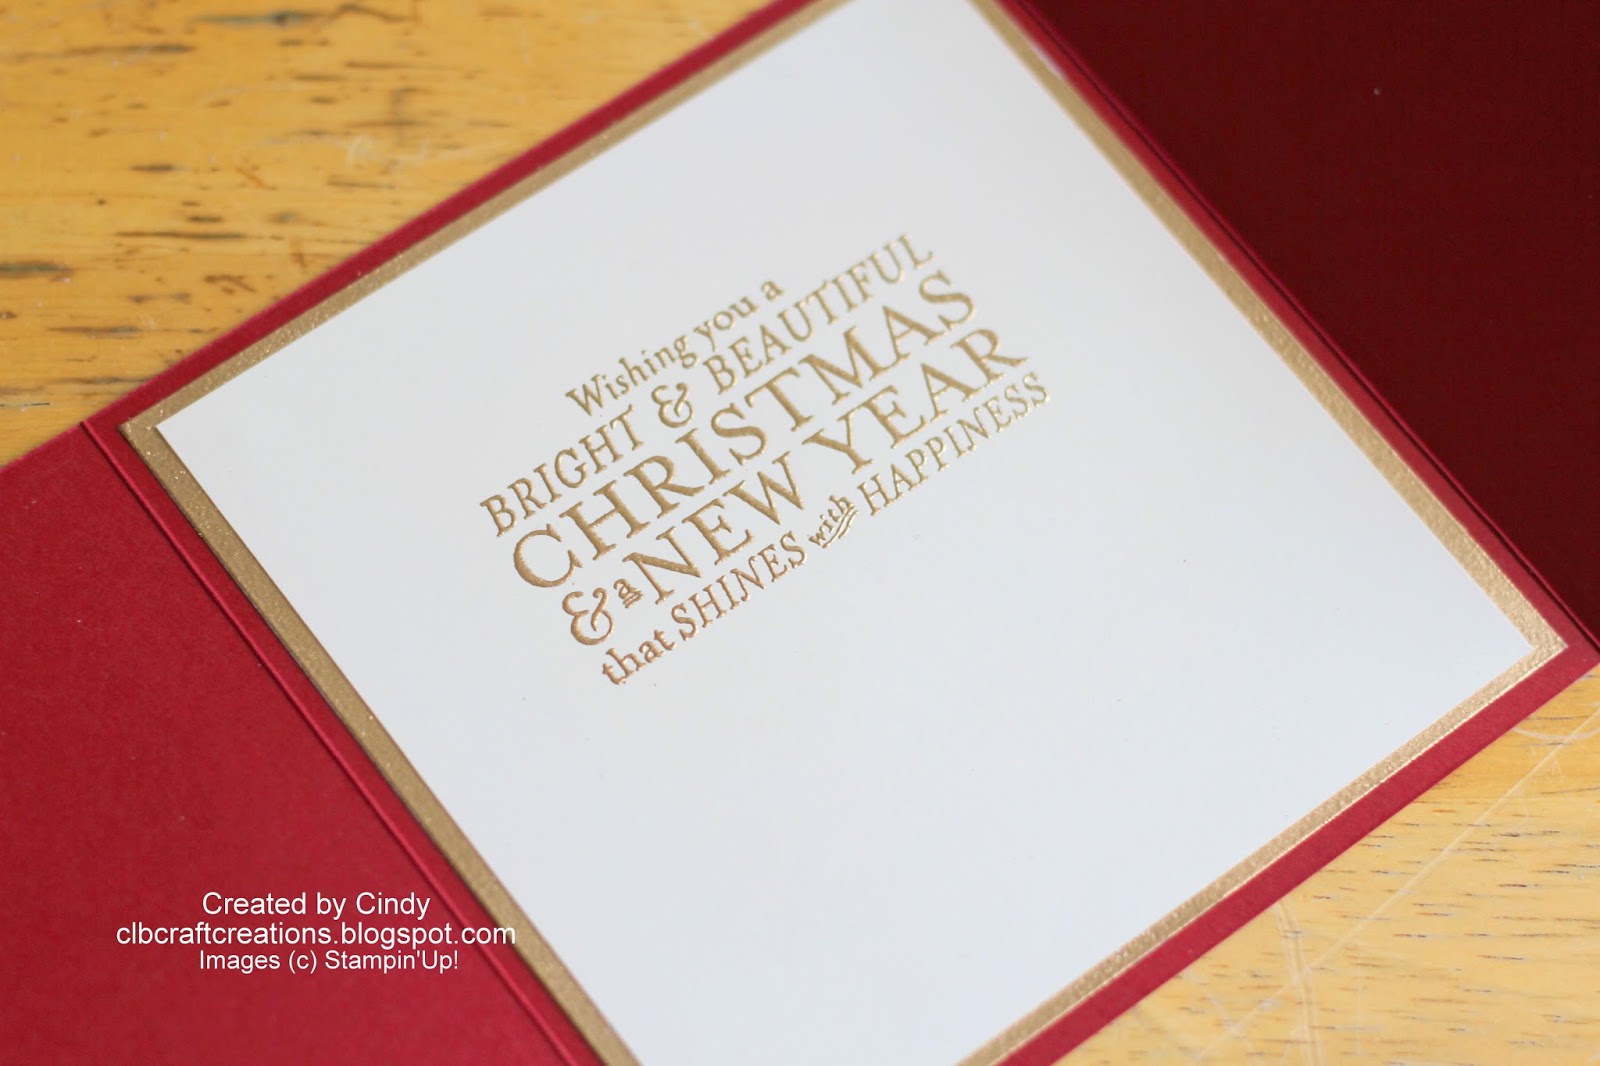 Wishing you a
BRIGHT & BEAUTIFUL
CHRISTMAS
& a NEW YEAR
that SHINES with HAPPINESS
Created by Cindy
clbcraftcreations.blogspot.com
Images (c) Stampin'Up!